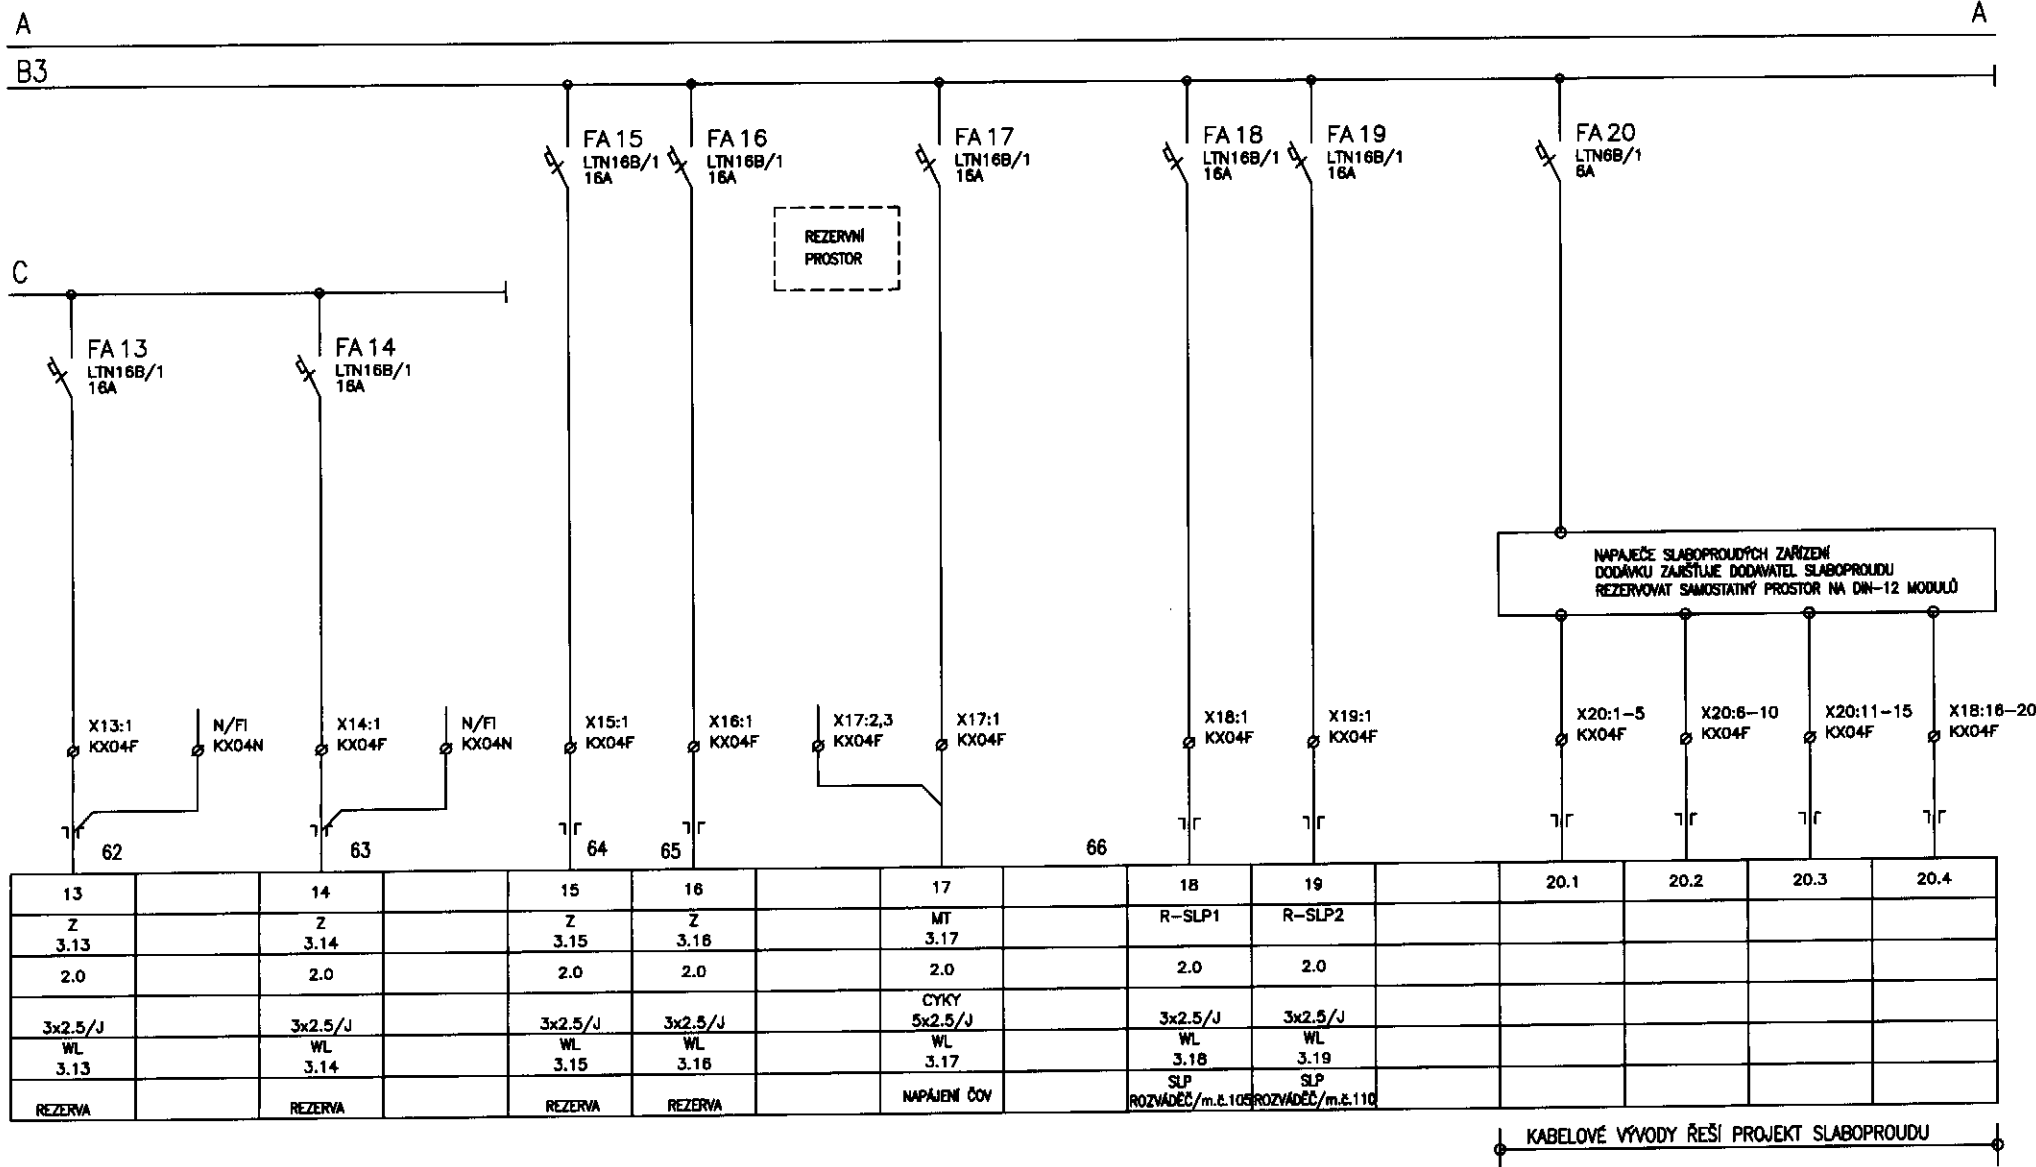 A
A
B3
FA 15
LTN16B/1
16A
FA 16
LTN16B/1
16A
FA 17
LTN16B/1
16A
FA 18
LTN16B/1
16A
FA 19
LTN16B/1
16A
FA 20
LTN6B/1
6A
REZERVNÍ
PROSTOR
C
FA 13
LTN16B/1
16A
FA 14
LTN16B/1
16A
NAPAJEČE SLABOPROUDÝCH ZAŘÍZENÍ
DODÁVKU ZAJIŠŤUJE DODAVATEL SLABOPROUDU
REZERVOVAT SAMOSTATNÝ PROSTOR NA DIN-12 MODULŮ
X13:1
KX04F
N/FI
KX04N
X14:1
KX04F
N/FI
KX04N
X15:1
KX04F
X16:1
KX04F
X17:2,3
KX04F
X17:1
KX04F
X18:1
KX04F
X19:1
KX04F
X20:1-5
KX04F
X20:6-10
KX04F
X20:11-15
KX04F
X18:16-20
KX04F
62 63 64 65 66
13 14 15 16 17 18 19 20.1 20.2 20.3 20.4
Z Z Z Z MT R-SLP1 R-SLP2
3.13 3.14 3.15 3.16 3.17
2.0 2.0 2.0 2.0 2.0 2.0 2.0
CYKY
3x2.5/J 3x2.5/J 3x2.5/J 3x2.5/J 5x2.5/J 3x2.5/J 3x2.5/J
WL WL WL WL WL WL WL
3.13 3.14 3.15 3.16 3.17 3.18 3.19
SLP SLP
REZERVA REZERVA REZERVA REZERVA NAPÁJENÍ ČOV ROZVÁDĚČ/m.č.105 ROZVÁDĚČ/m.č.110
KABELOVÉ VÝVODY ŘEŠÍ PROJEKT SLABOPROUDU